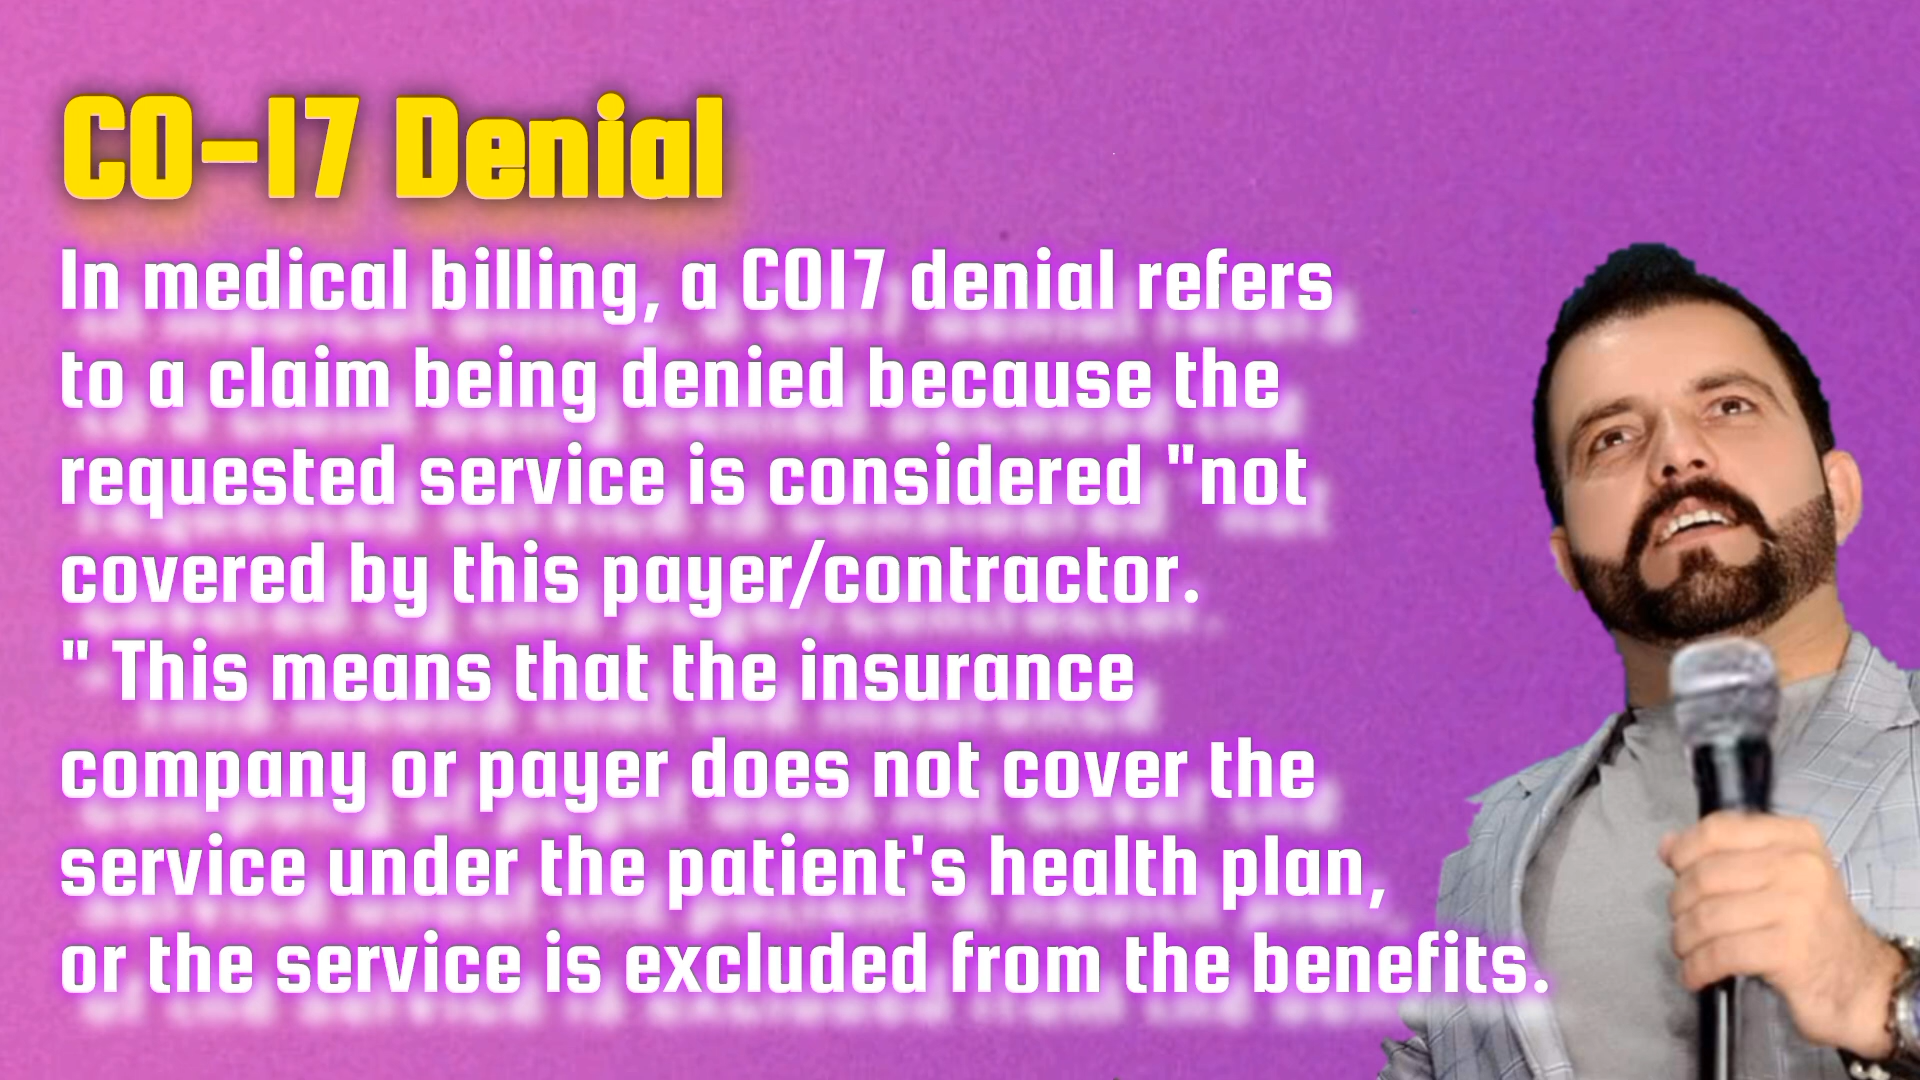 CO-17 Denial
In medical billing, a CO17 denial refers
to a claim being denied because the
requested service is considered "not
covered by this payer/contractor.
" This means that the insurance
company or payer does not cover the
service under the patient's health plan,
or the service is excluded from the benefits.